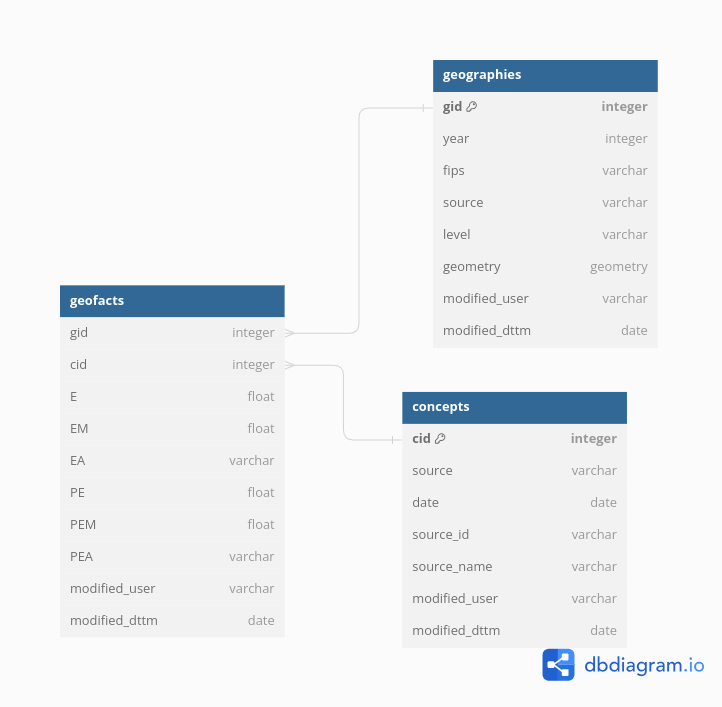 geographies
gid integer
year integer
fips varchar
source varchar
level varchar
geometry geometry
modified_user varchar
modified_dttm date
geofacts
gid integer
cid integer
E float
EM float
EA varchar
PE float
PEM float
PEA varchar
modified_user varchar
modified_dttm date
concepts
cid integer
source varchar
date date
source_id varchar
source_name varchar
modified_user varchar
modified_dttm date
dbdiagram.io